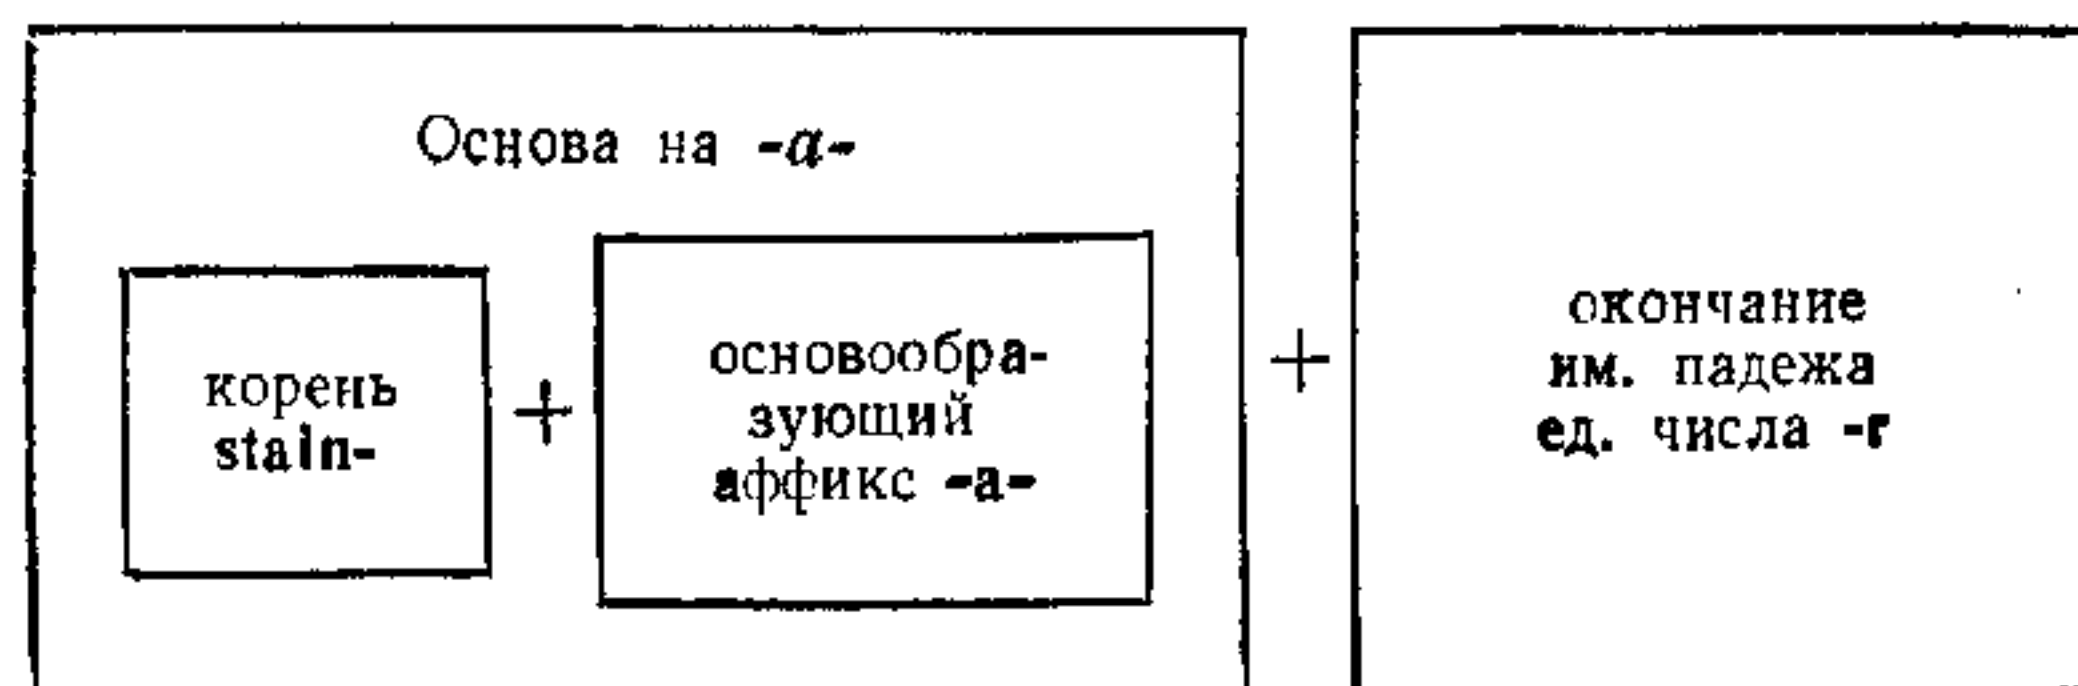 Основа на -a-
корень
stain-
+
основообра-
зующий
аффикс -a-
+
окончание
им. падежа
ед. числа -r